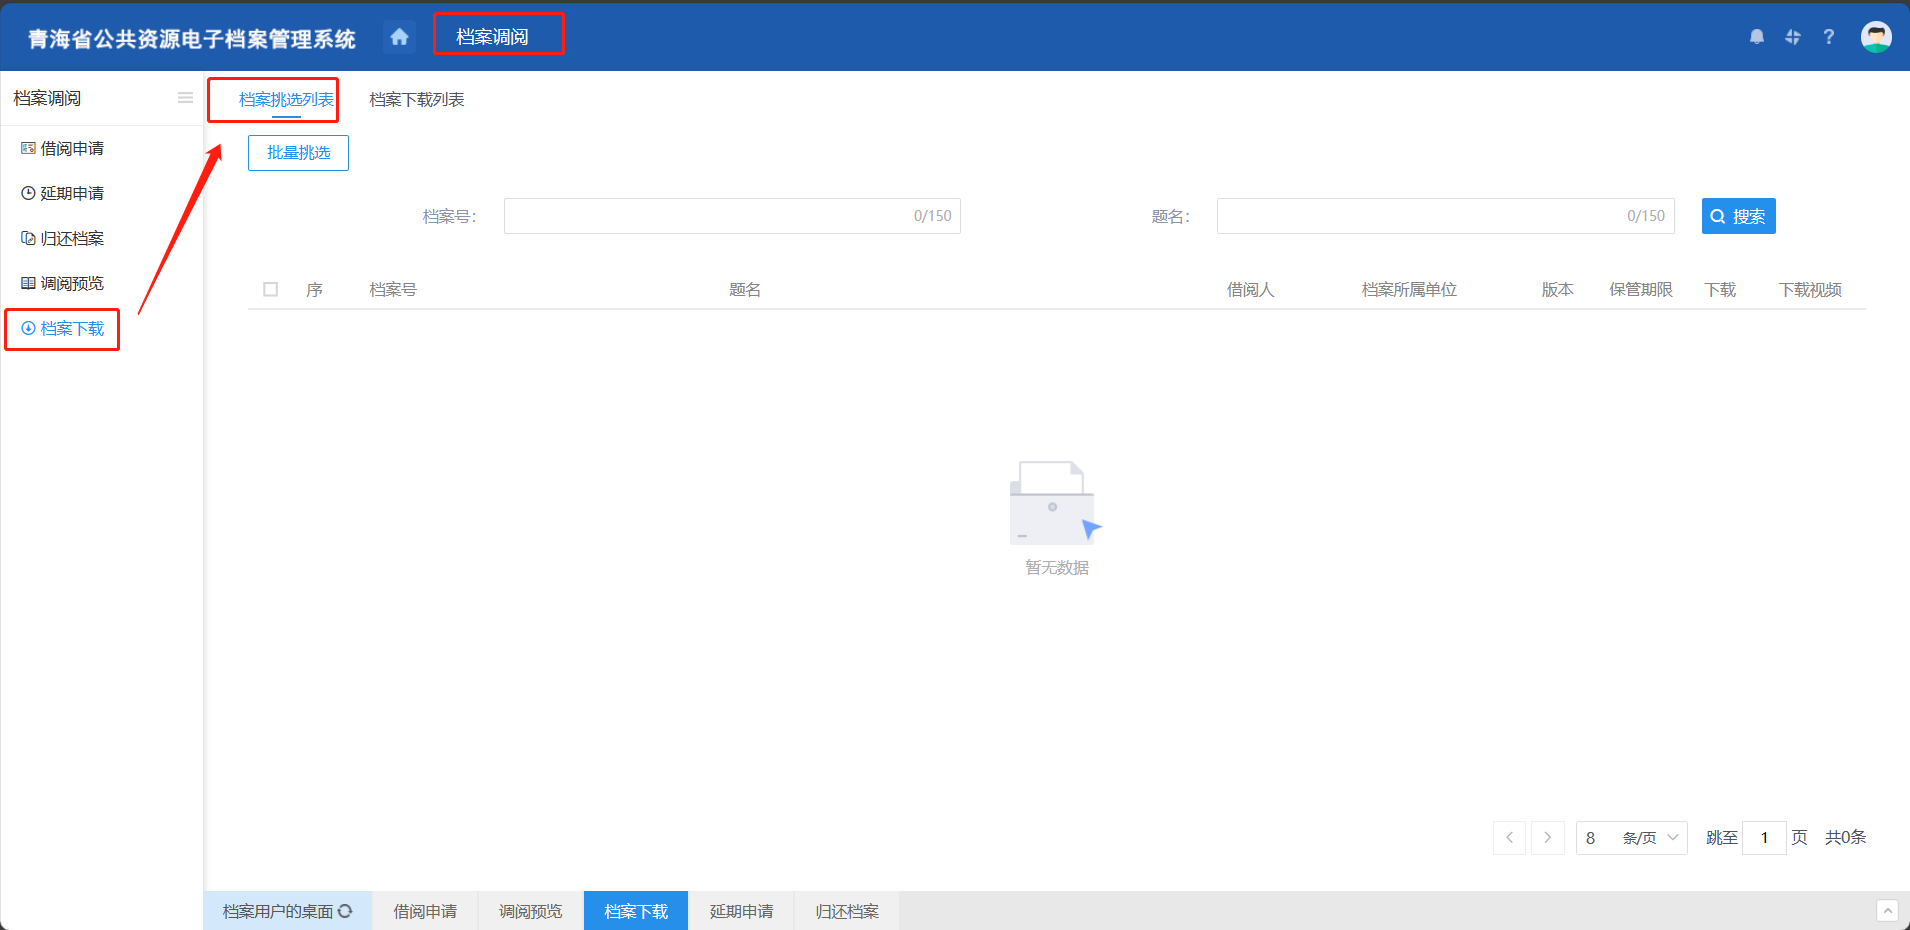 青海省公共资源电子档案管理系统 档案调阅 ?
档案调阅
借阅申请
延期申请
归还档案
调阅预览
档案下载
档案挑选列表 档案下载列表
批量挑选
档案号: 0/150 题名: 0/150 搜索
序 档案号 题名 借阅人 档案所属单位 版本 保管期限 下载 下载视频
暂无数据
8 条/页 跳至 1 页 共0条
档案用户的桌面 借阅申请 调阅预览 档案下载 延期申请 归还档案